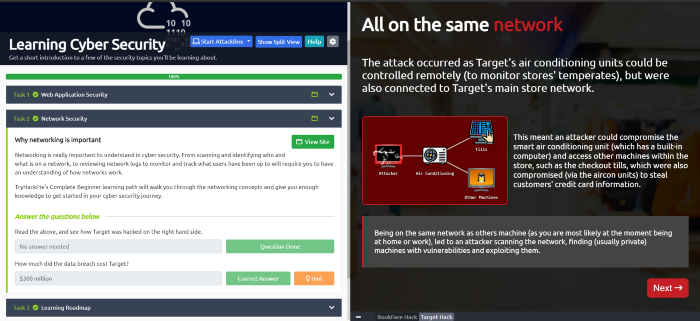 10 10
1110
Learning Cyber Security
Start AttackBox
Show Split View
Help
Get a short introduction to a few of the security topics you'll be learning about.
100%
Task 1 Web Application Security
Task 2 Network Security
Why networking is important
View Site
Networking is really important to understand in cyber security. From scanning and identifying who and
what is on a network, to reviewing network logs to monitor and track what users have been up to will require you to have
an understanding of how networks work.
TryHackMe's Complete Beginner learning path will walk you through the networking concepts and give you enough
knowledge to get started in your cyber security journey.
Answer the questions below
Read the above, and see how Target was hacked on the right hand side.
No answer needed
Question Done
How much did the data breach cost Target?
$300 million
Correct Answer
Hint
Task 3 Learning Roadmap
All on the same network
The attack occurred as Target's air conditioning units could be
controlled remotely (to monitor stores' temperates), but were
also connected to Target's main store network.
Tills
Attacker
Air Conditioning
Other Machines
This meant an attacker could compromise the
smart air conditioning unit (which has a built-in
computer) and access other machines within the
store, such as the checkout tills, which were also
compromised (via the aircon units) to steal
customers' credit card information.
Being on the same network as others machine (as you are most likely at the moment being
at home or work), led to an attacker scanning the network, finding (usually private)
machines with vulnerabilities and exploiting them.
Next →
BookFace Hack
Target Hack